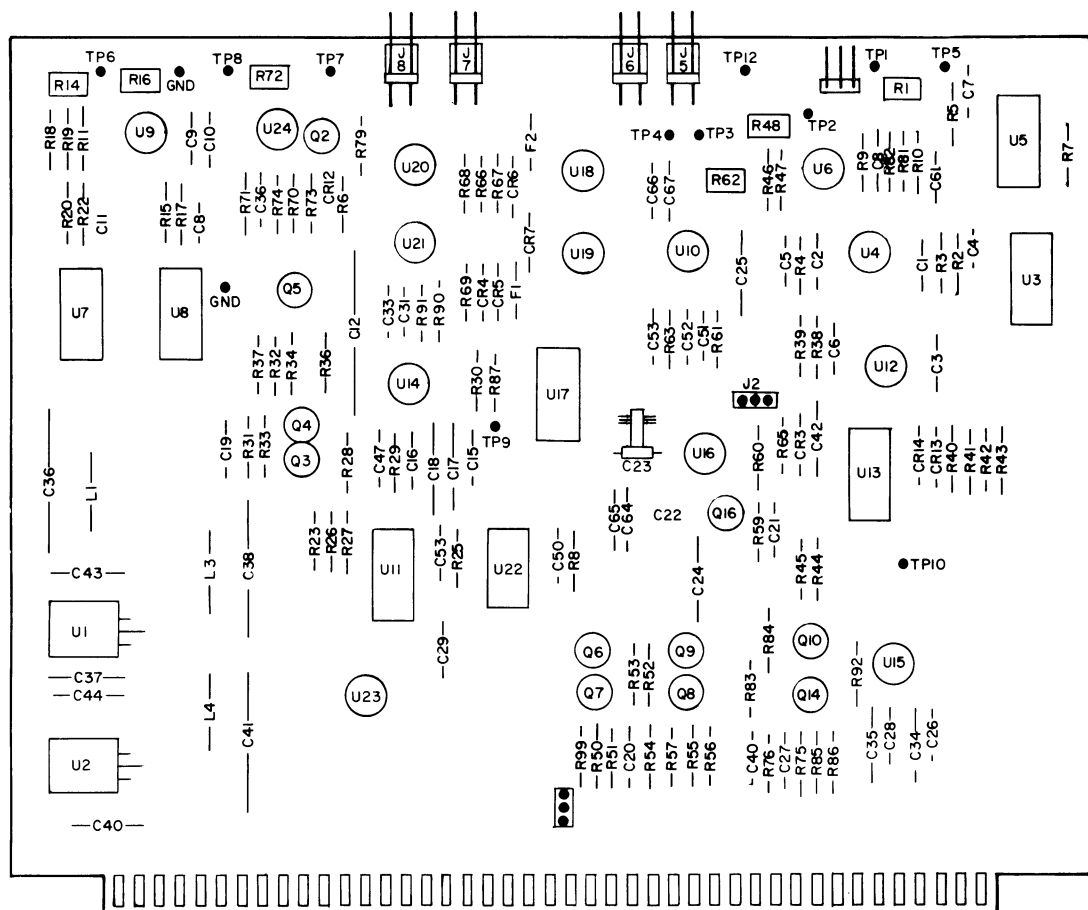 J8
J7
J6
J5
TP6
TP8
TP7
TP12
TP1
TP5
R14
R16
GND
R72
R1
C7
R5
U5
R7
TP2
R48
TP4
TP3
R18
R19
R11
U9
C9
C10
U24
Q2
R79
U20
F2
U18
R62
R46
R47
U6
R9
C8
R82
R81
R10
C61
R68
R66
R67
CR6
C66
C67
R20
R22
C11
R15
R17
C8
R71
C36
R74
R70
R73
CR12
R6
U21
CR7
U19
U10
C25
C5
R4
C2
U4
C1
R3
R2
C4
U3
U7
U8
GND
Q5
C12
C33
C31
R91
R90
R69
CR4
CR5
F1
C53
R63
C52
C51
R61
R39
R38
C6
U12
C3
R37
R32
R34
R36
U14
R30
R87
U17
J2
TP9
C36
L1
C19
R31
R33
Q4
Q3
R28
C47
R29
C16
C18
C17
C15
C23
U16
R60
R65
CR3
C42
U13
CR14
CR13
R40
R41
R42
R43
C65
C64
C22
Q16
R59
C21
R23
R26
R27
U11
C53
R25
U22
C50
R8
C24
R45
R44
TP10
C43
L3
C38
U1
C29
Q6
R53
R52
Q9
R84
Q10
R92
U15
C37
C44
L4
C41
U23
Q7
Q8
R83
Q14
U2
R99
R50
R51
C20
R54
R57
R55
R56
C40
R76
C27
R75
R85
R86
C35
C28
C34
C26
C40